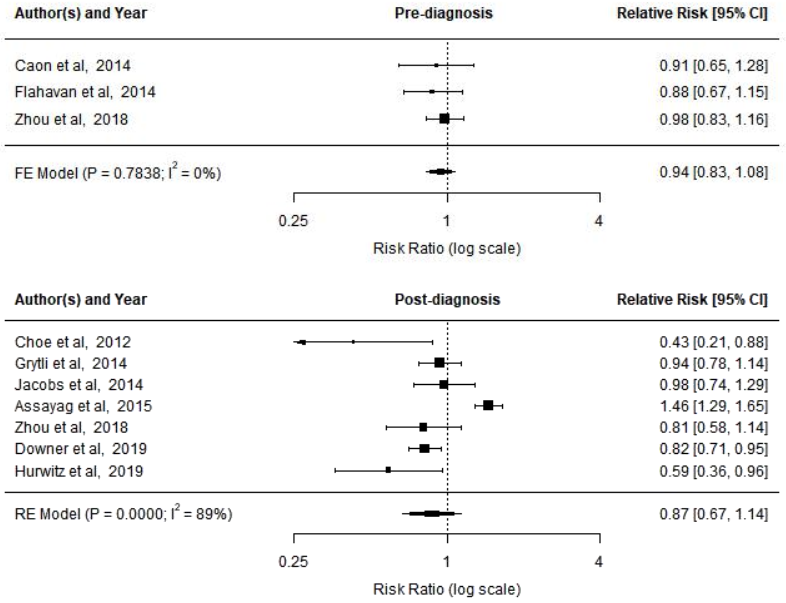 Author(s) and Year Pre-diagnosis Relative Risk [95% CI]
Caon et al, 2014 0.91 [0.65, 1.28]
Flahavan et al, 2014 0.88 [0.67, 1.15]
Zhou et al, 2018 0.98 [0.83, 1.16]
FE Model (P = 0.7838; I² = 0%) 0.94 [0.83, 1.08]
0.25 1 4
Risk Ratio (log scale)
Author(s) and Year Post-diagnosis Relative Risk [95% CI]
Choe et al, 2012 0.43 [0.21, 0.88]
Grytli et al, 2014 0.94 [0.78, 1.14]
Jacobs et al, 2014 0.98 [0.74, 1.29]
Assayag et al, 2015 1.46 [1.29, 1.65]
Zhou et al, 2018 0.81 [0.58, 1.14]
Downer et al, 2019 0.82 [0.71, 0.95]
Hurwitz et al, 2019 0.59 [0.36, 0.96]
RE Model (P = 0.0000; I² = 89%) 0.87 [0.67, 1.14]
0.25 1 4
Risk Ratio (log scale)